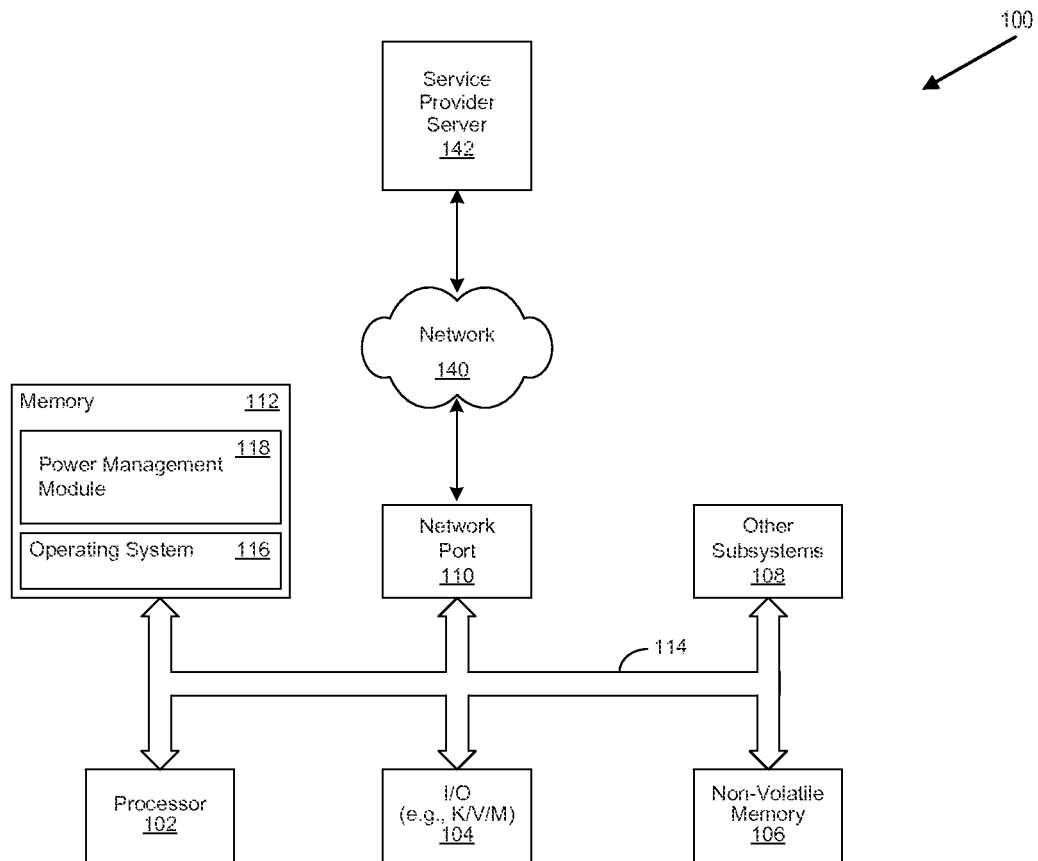 100
Service
Provider
Server
142
Network
140
Memory 112
118
Power Management
Module
Operating System 116
Network
Port
110
Other
Subsystems
108
114
Processor
102
I/O
(e.g., K/V/M)
104
Non-Volatile
Memory
106